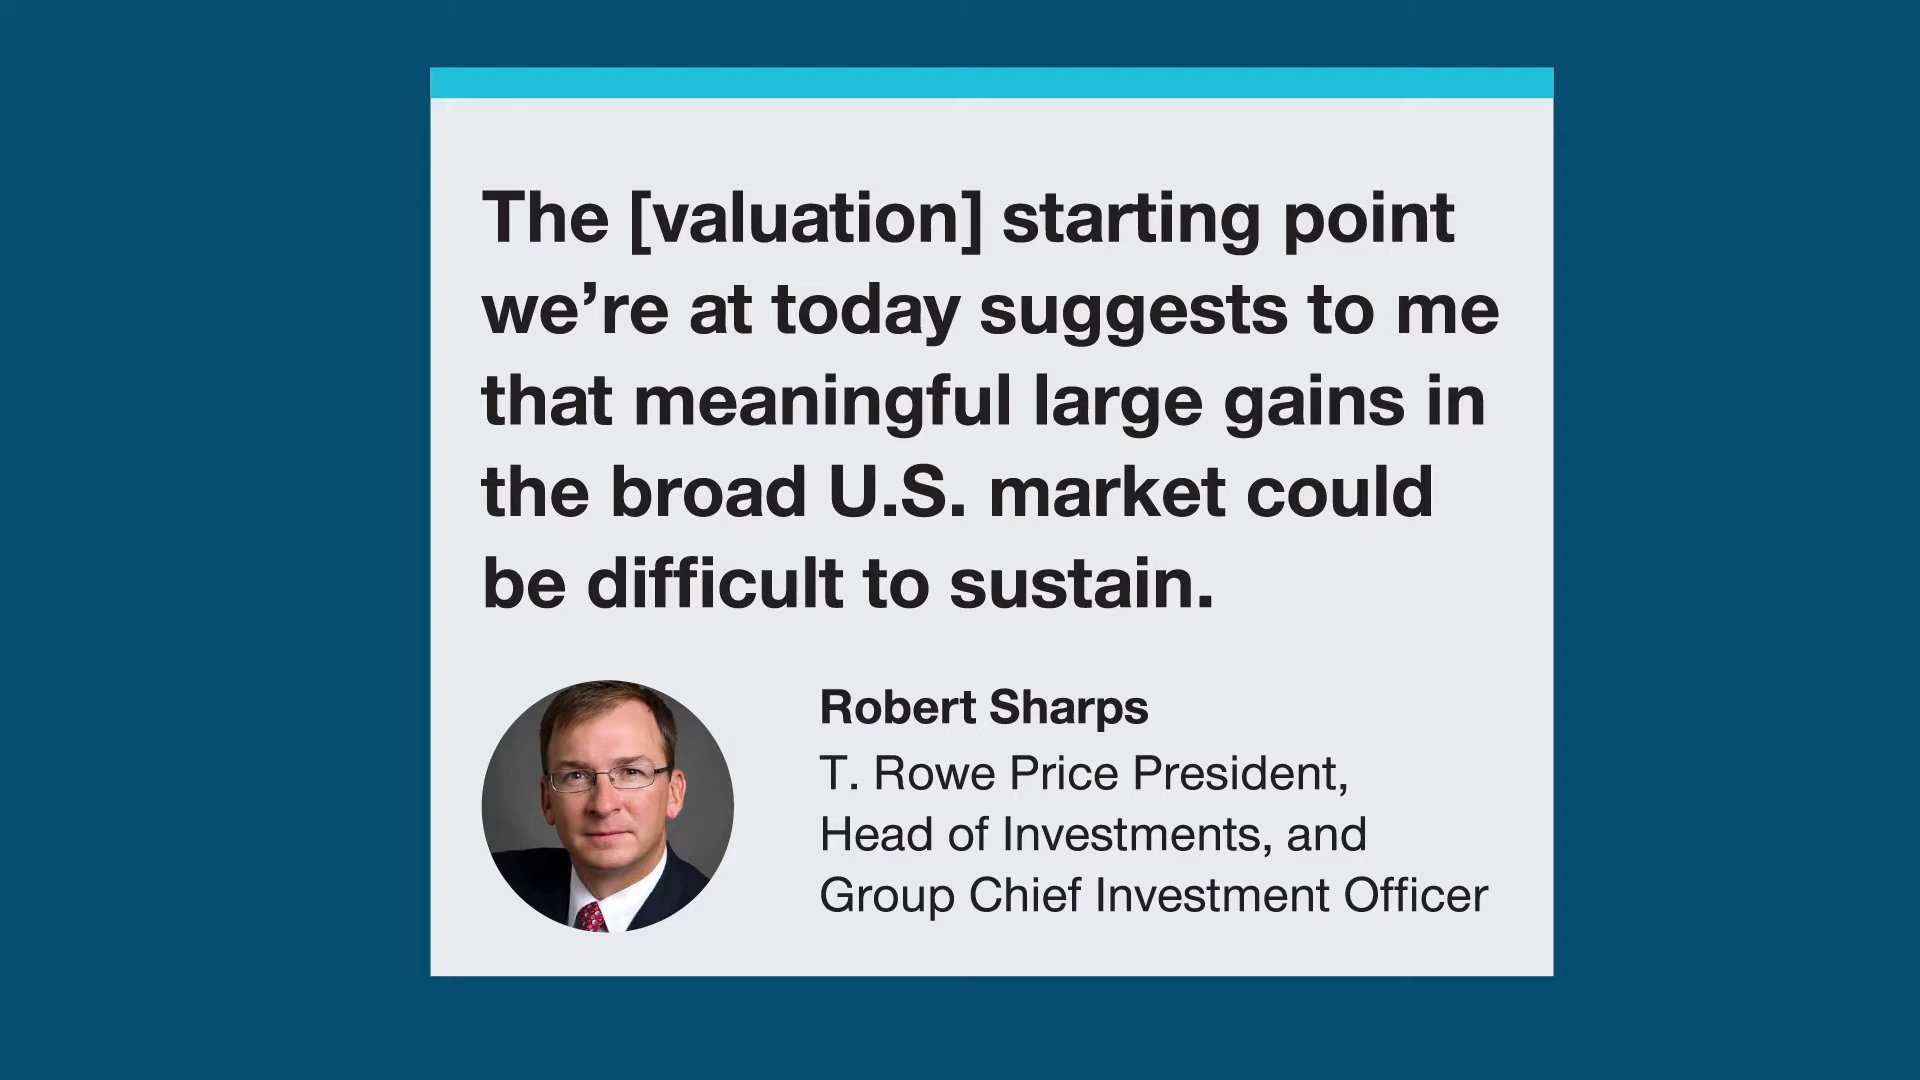 The [valuation] starting point
we’re at today suggests to me
that meaningful large gains in
the broad U.S. market could
be difficult to sustain.
Robert Sharps
T. Rowe Price President,
Head of Investments, and
Group Chief Investment Officer